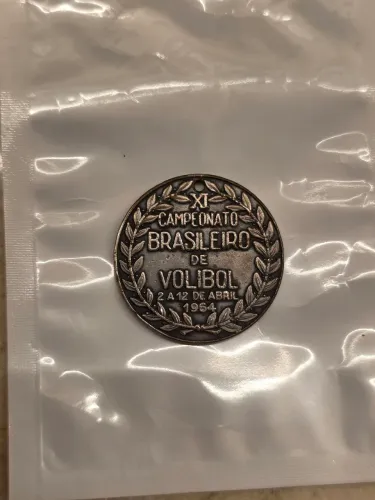 XI
CAMPEONATO
BRASILEIRO
DE
VOLIBOL
2 A 12 DE ABRIL
1964